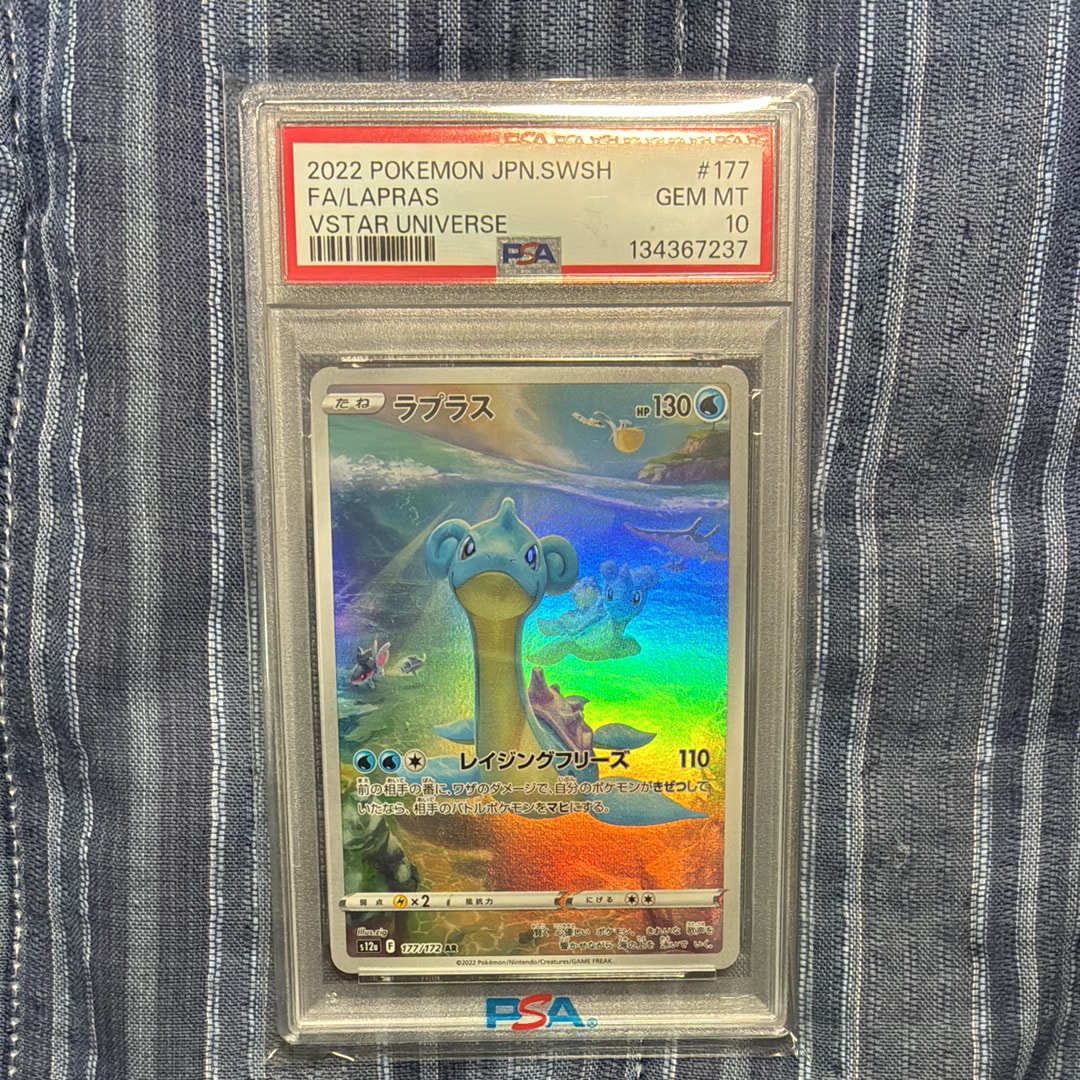 2022 POKEMON JPN.SWSH #177
FA/LAPRAS GEM MT
VSTAR UNIVERSE 10
PSA 134367237
たね ラプラス HP 130
レイジングフリーズ 110
前の相手の番に、ワザのダメージで、自分のポケモンがきぜつして
いたなら、相手のバトルポケモンをマヒにする。
弱点 ×2 抵抗力 にげる
Illus.zig
s12a F 177/172 AR
©2022 Pokémon/Nintendo/Creatures/GAME FREAK.
PSA